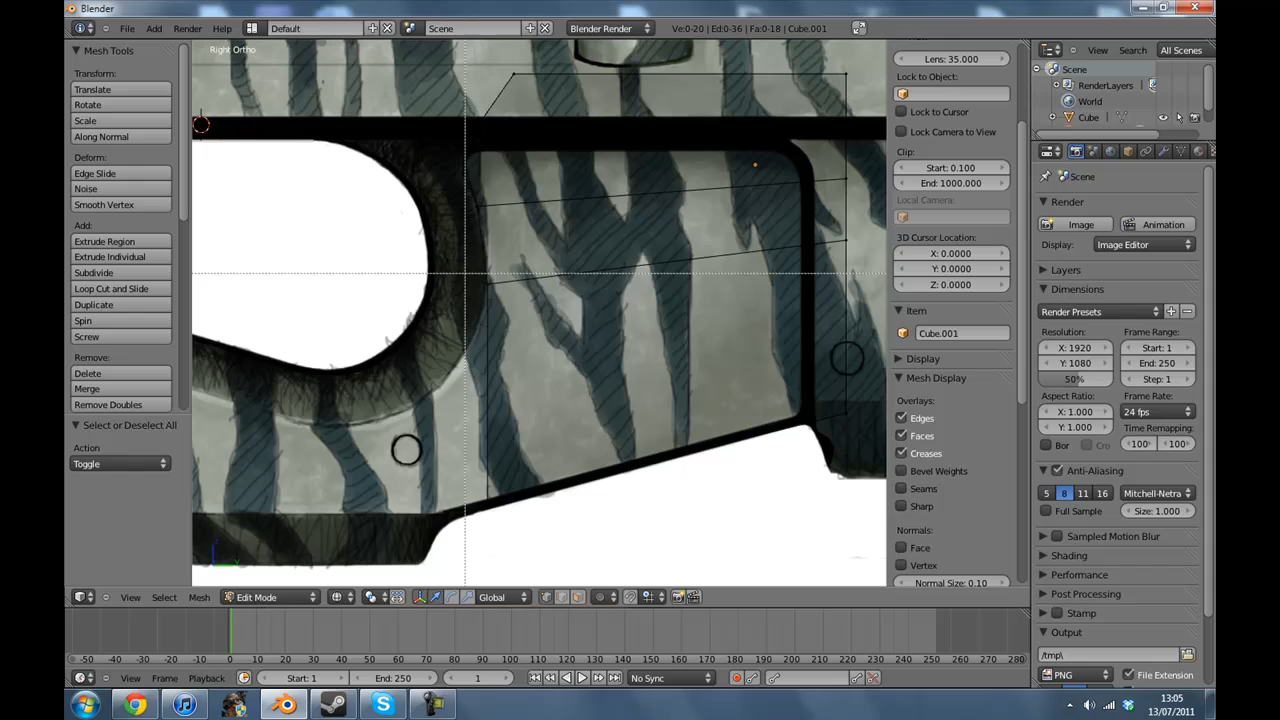 Blender
File Add Render Help Default Scene Blender Render Ve:0-20 | Ed:0-36 | Fa:0-18 | Cube.001
Mesh Tools
Transform:
Translate
Rotate
Scale
Along Normal
Deform:
Edge Slide
Noise
Smooth Vertex
Add:
Extrude Region
Extrude Individual
Subdivide
Loop Cut and Slide
Duplicate
Spin
Screw
Remove:
Delete
Merge
Remove Doubles
Select or Deselect All
Action
Toggle
Right Ortho
Lens: 35.000
Lock to Object:
Lock to Cursor
Lock Camera to View
Clip:
Start: 0.100
End: 1000.000
Local Camera:
3D Cursor Location:
X: 0.0000
Y: 0.0000
Z: 0.0000
Item
Cube.001
Display
Mesh Display
Overlays:
Edges
Faces
Creases
Bevel Weights
Seams
Sharp
Normals:
Face
Vertex
Normal Size: 0.10
View Search All Scenes
Scene
RenderLayers
World
Cube
Scene
Render
Image Animation
Display: Image Editor
Layers
Dimensions
Render Presets
Resolution: Frame Range:
X: 1920 Start: 1
Y: 1080 End: 250
50% Step: 1
Aspect Ratio: Frame Rate:
X: 1.000 24 fps
Y: 1.000 Time Remapping:
Bor Cro 100 100
Anti-Aliasing
5 8 11 16 Mitchell-Netra
Full Sample Size: 1.000
Sampled Motion Blur
Shading
Performance
Post Processing
Stamp
Output
/tmp\
PNG File Extension
View Select Mesh Edit Mode Global
-50 -40 -30 -20 -10 0 10 20 30 40 50 60 70 80 90 100 110 120 130 140 150 160 170 180 190 200 210 220 230 240 250 260 270 280
View Frame Playback Start: 1 End: 250 1 No Sync
13:05
13/07/2011